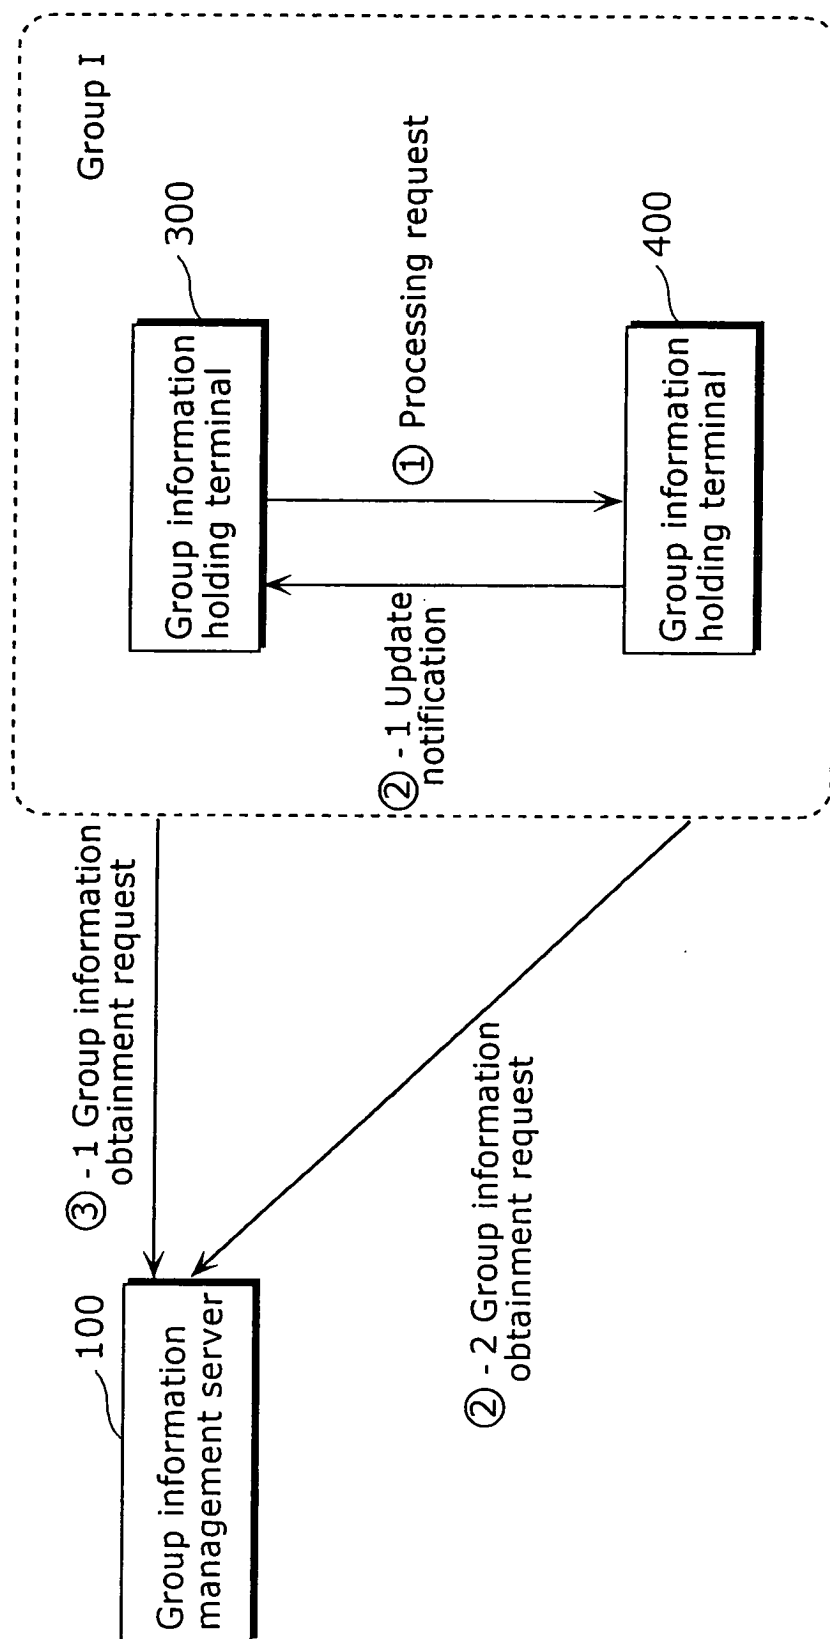 Group I
300
Group information
holding terminal
① Processing request
② - 1 Update
notification
400
Group information
holding terminal
③ - 1 Group information
obtainment request
② - 2 Group information
obtainment request
100
Group information
management server